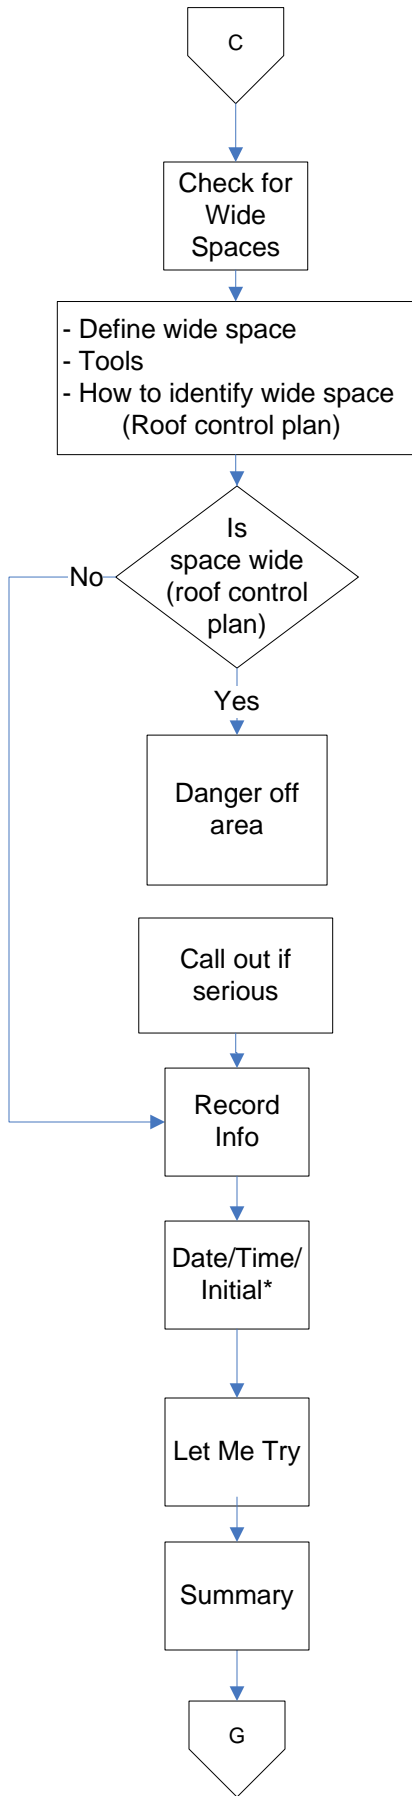 C
Check for
Wide
Spaces
- Define wide space
- Tools
- How to identify wide space
(Roof control plan)
Is
space wide
(roof control
plan)
No
Yes
Danger off
area
Call out if
serious
Record
Info
Date/Time/
Initial*
Let Me Try
Summary
G